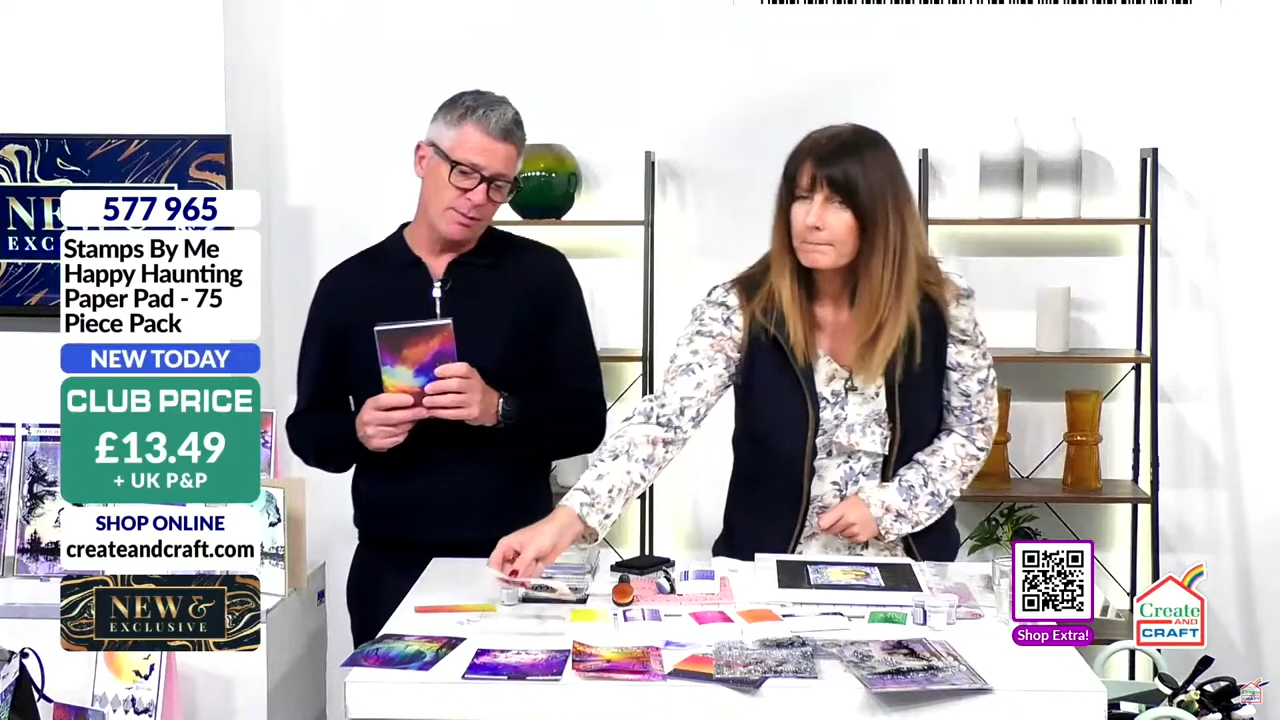 577 965
Stamps By Me
Happy Haunting
Paper Pad - 75
Piece Pack
NEW TODAY
CLUB PRICE
£13.49
+ UK P&P
SHOP ONLINE
createandcraft.com
NEW &
EXCLUSIVE
Shop Extra!
Create
AND
CRAFT